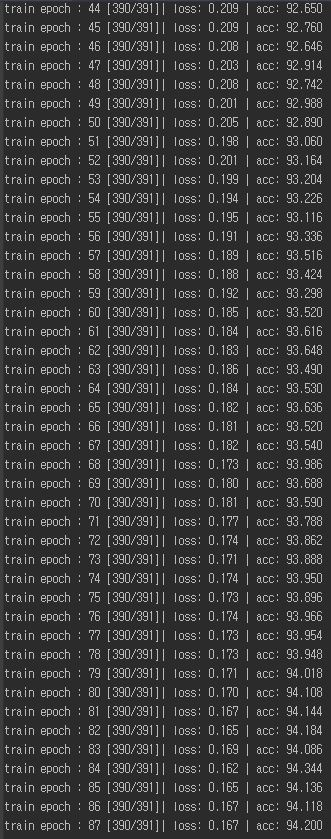 train epoch : 44 [390/391]| loss: 0.209 | acc: 92.650
train epoch : 45 [390/391]| loss: 0.209 | acc: 92.760
train epoch : 46 [390/391]| loss: 0.208 | acc: 92.646
train epoch : 47 [390/391]| loss: 0.203 | acc: 92.914
train epoch : 48 [390/391]| loss: 0.208 | acc: 92.742
train epoch : 49 [390/391]| loss: 0.201 | acc: 92.988
train epoch : 50 [390/391]| loss: 0.205 | acc: 92.890
train epoch : 51 [390/391]| loss: 0.198 | acc: 93.060
train epoch : 52 [390/391]| loss: 0.201 | acc: 93.164
train epoch : 53 [390/391]| loss: 0.199 | acc: 93.204
train epoch : 54 [390/391]| loss: 0.194 | acc: 93.226
train epoch : 55 [390/391]| loss: 0.195 | acc: 93.116
train epoch : 56 [390/391]| loss: 0.191 | acc: 93.336
train epoch : 57 [390/391]| loss: 0.189 | acc: 93.516
train epoch : 58 [390/391]| loss: 0.188 | acc: 93.424
train epoch : 59 [390/391]| loss: 0.192 | acc: 93.298
train epoch : 60 [390/391]| loss: 0.185 | acc: 93.520
train epoch : 61 [390/391]| loss: 0.184 | acc: 93.616
train epoch : 62 [390/391]| loss: 0.183 | acc: 93.648
train epoch : 63 [390/391]| loss: 0.186 | acc: 93.490
train epoch : 64 [390/391]| loss: 0.184 | acc: 93.530
train epoch : 65 [390/391]| loss: 0.182 | acc: 93.636
train epoch : 66 [390/391]| loss: 0.181 | acc: 93.520
train epoch : 67 [390/391]| loss: 0.182 | acc: 93.540
train epoch : 68 [390/391]| loss: 0.173 | acc: 93.986
train epoch : 69 [390/391]| loss: 0.180 | acc: 93.688
train epoch : 70 [390/391]| loss: 0.181 | acc: 93.590
train epoch : 71 [390/391]| loss: 0.177 | acc: 93.788
train epoch : 72 [390/391]| loss: 0.174 | acc: 93.862
train epoch : 73 [390/391]| loss: 0.171 | acc: 93.888
train epoch : 74 [390/391]| loss: 0.174 | acc: 93.950
train epoch : 75 [390/391]| loss: 0.173 | acc: 93.896
train epoch : 76 [390/391]| loss: 0.174 | acc: 93.966
train epoch : 77 [390/391]| loss: 0.173 | acc: 93.954
train epoch : 78 [390/391]| loss: 0.173 | acc: 93.948
train epoch : 79 [390/391]| loss: 0.171 | acc: 94.018
train epoch : 80 [390/391]| loss: 0.170 | acc: 94.108
train epoch : 81 [390/391]| loss: 0.167 | acc: 94.144
train epoch : 82 [390/391]| loss: 0.165 | acc: 94.184
train epoch : 83 [390/391]| loss: 0.169 | acc: 94.086
train epoch : 84 [390/391]| loss: 0.162 | acc: 94.344
train epoch : 85 [390/391]| loss: 0.165 | acc: 94.136
train epoch : 86 [390/391]| loss: 0.167 | acc: 94.118
train epoch : 87 [390/391]| loss: 0.167 | acc: 94.200